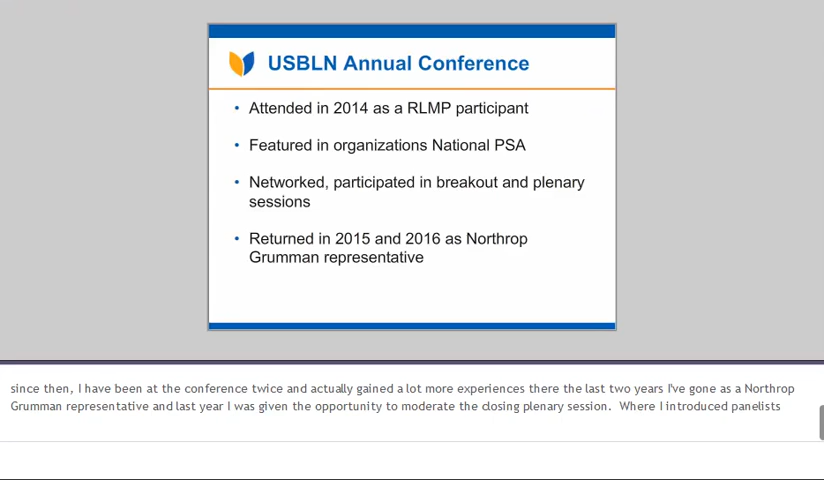 USBLN Annual Conference
• Attended in 2014 as a RLMP participant
• Featured in organizations National PSA
• Networked, participated in breakout and plenary
sessions
• Returned in 2015 and 2016 as Northrop
Grumman representative
since then, I have been at the conference twice and actually gained a lot more experiences there the last two years I've gone as a Northrop
Grumman representative and last year I was given the opportunity to moderate the closing plenary session.  Where I introduced panelists